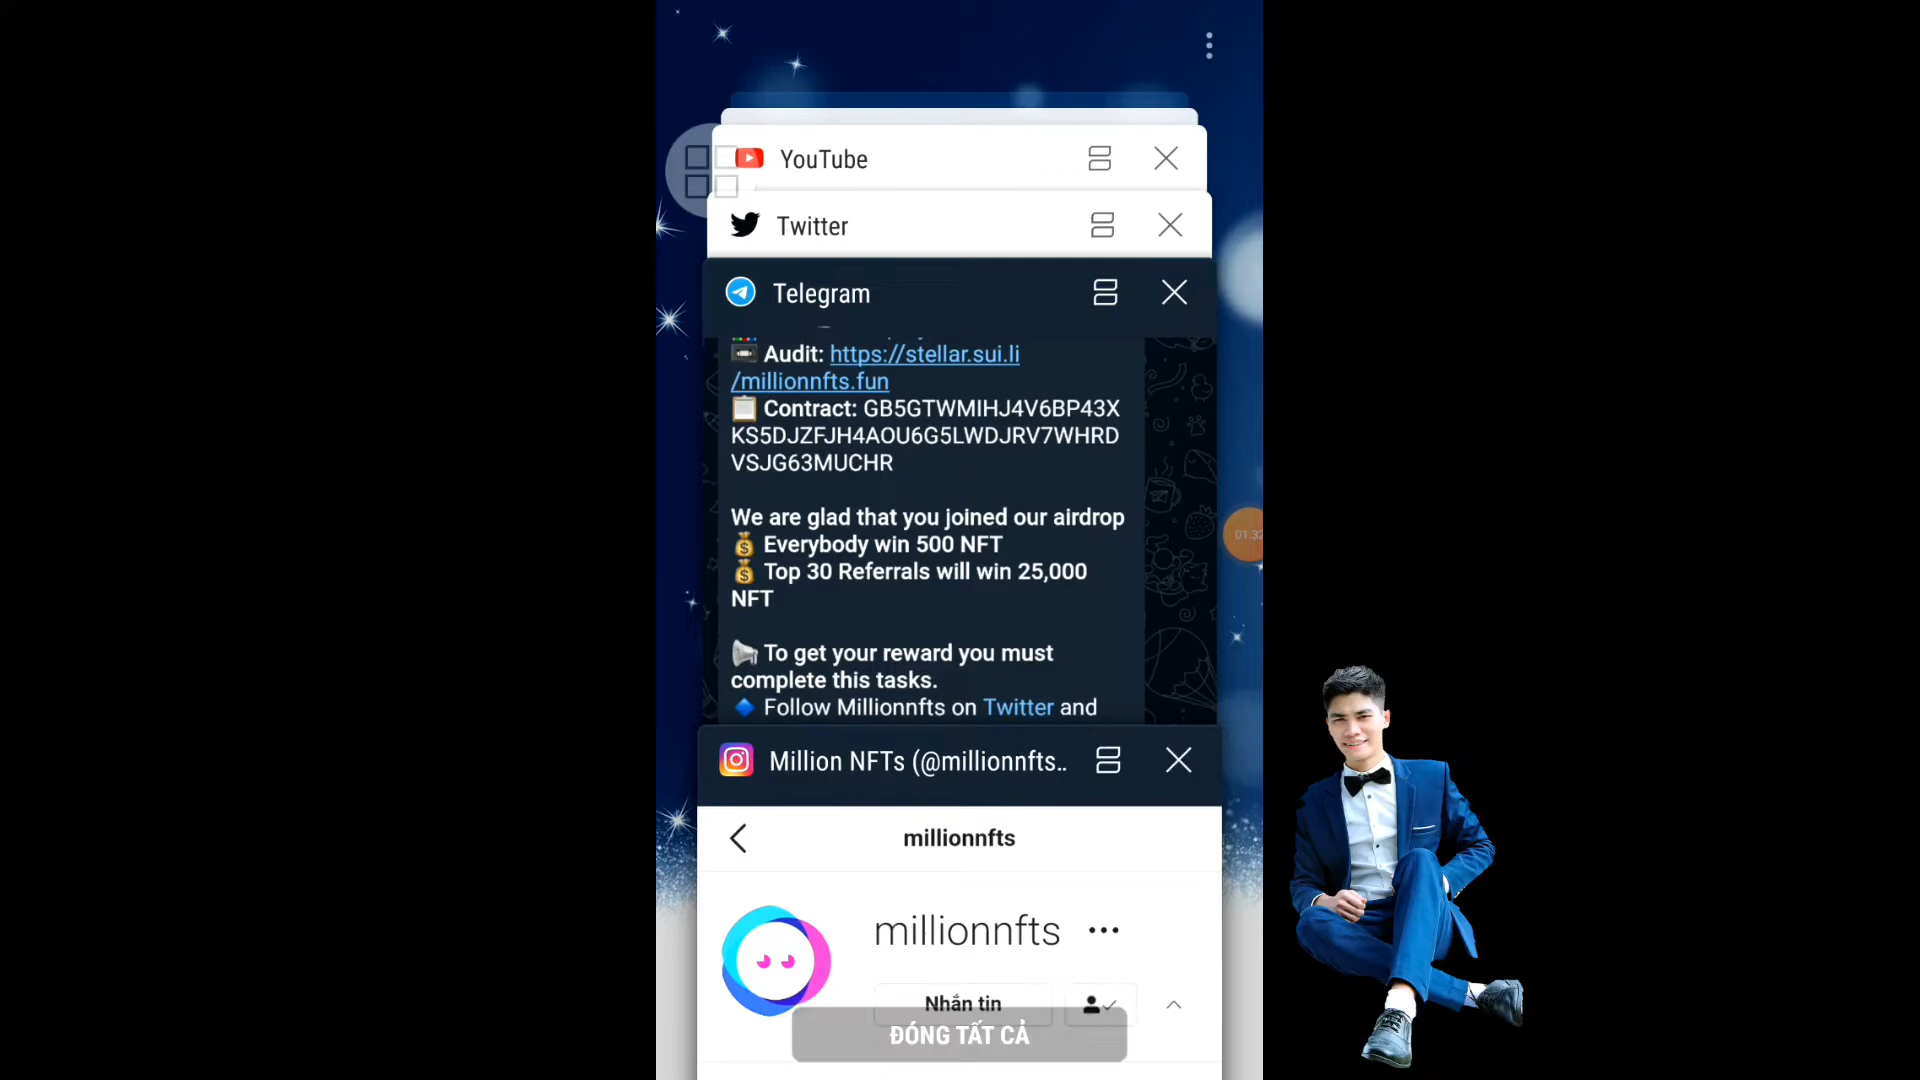 YouTube
Twitter
Telegram
Audit: https://stellar.sui.li
/millionnfts.fun
Contract: GB5GTWMIHJ4V6BP43X
KS5DJZFJH4AOU6G5LWDJRV7WHRD
VSJG63MUCHR
We are glad that you joined our airdrop
Everybody win 500 NFT
Top 30 Referrals will win 25,000
NFT
To get your reward you must
complete this tasks.
Follow Millionnfts on Twitter and
Million NFTs (@millionnfts..
millionnfts
millionnfts
Nhắn tin
ĐÓNG TẤT CẢ